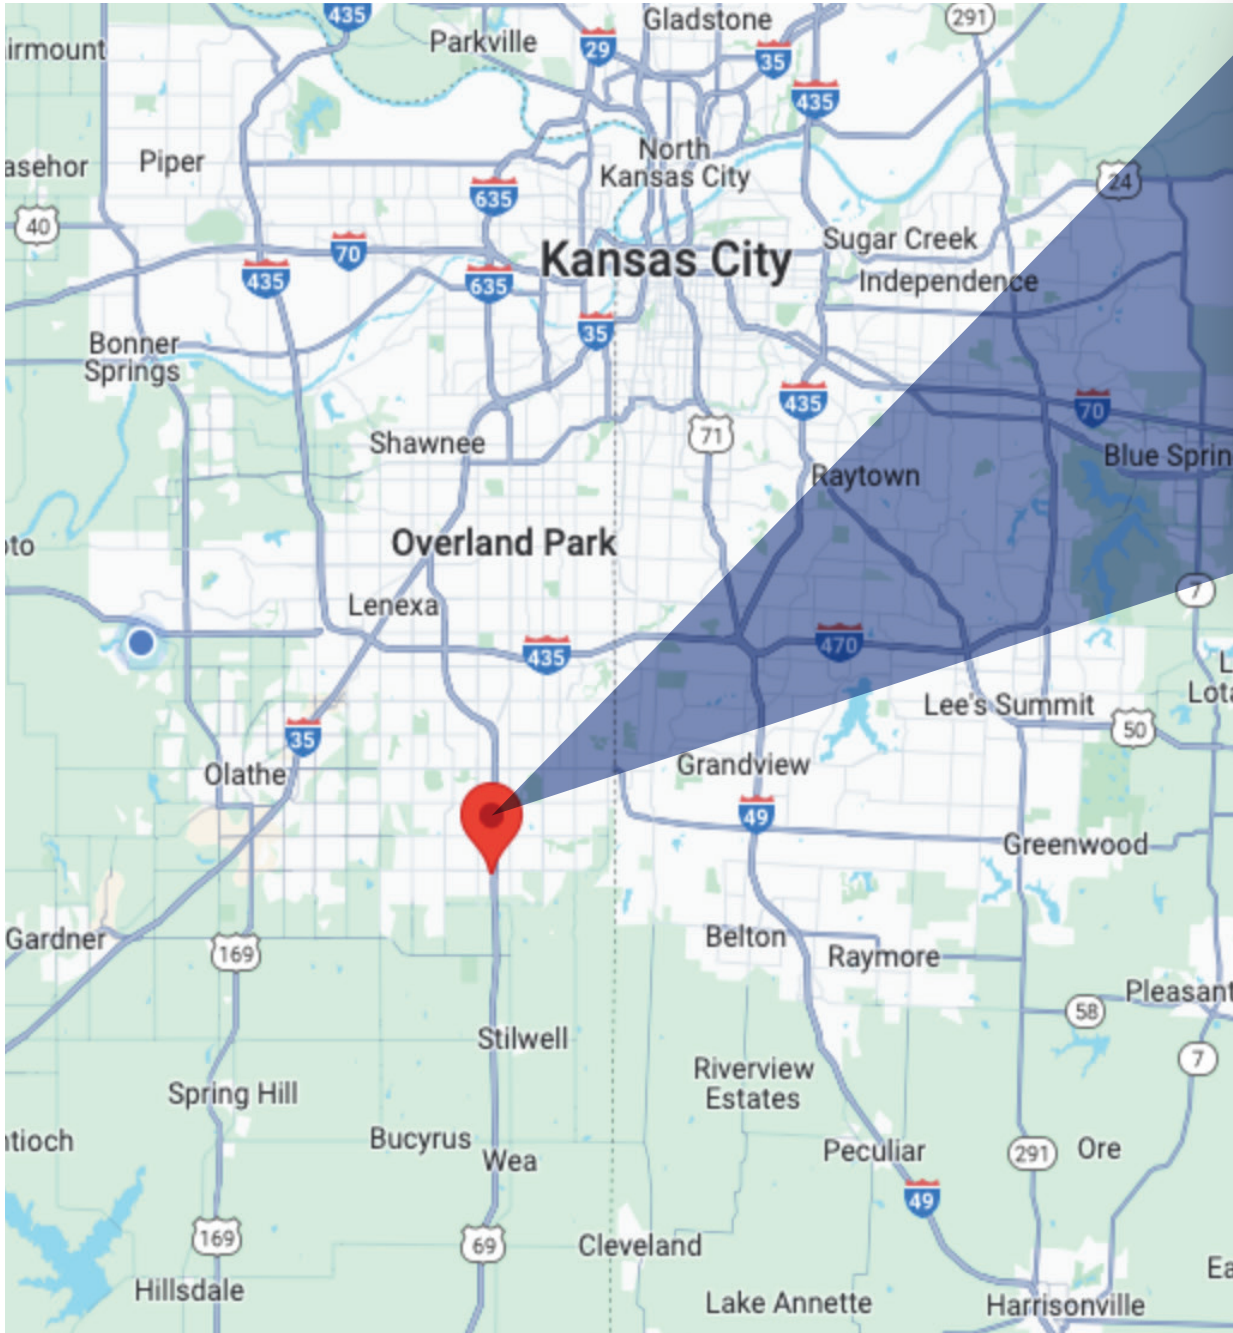 435
Gladstone
291
Parkville
29
35
435
irmount
North
Kansas City
asehor
Piper
24
635
40
70
Sugar Creek
Kansas City
435
635
Independence
35
Bonner
Springs
435
70
71
Shawnee
Blue Sprin
Raytown
Overland Park
oto
Lenexa
7
435
470
L
Lota
Lee's Summit
50
35
Olathe
Grandview
49
Greenwood
Gardner
169
Belton
Raymore
Pleasant
58
Stilwell
7
Riverview
Estates
Spring Hill
ntioch
Bucyrus
Wea
Peculiar
291
Ore
49
169
69
Cleveland
Ea
Hillsdale
Lake Annette
Harrisonville